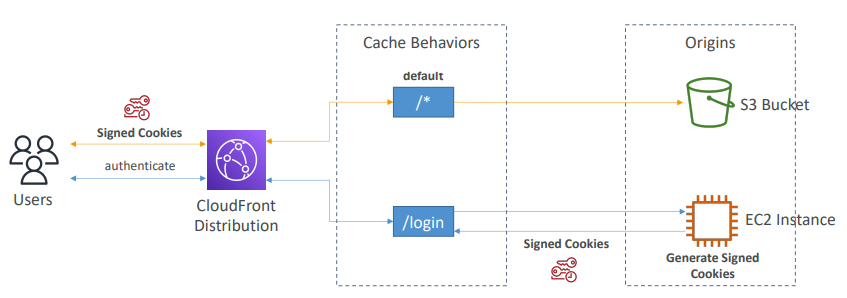 Cache Behaviors
Origins
default
/*
S3 Bucket
Signed Cookies
authenticate
Users
CloudFront
Distribution
/login
EC2 Instance
Signed Cookies
Generate Signed
Cookies